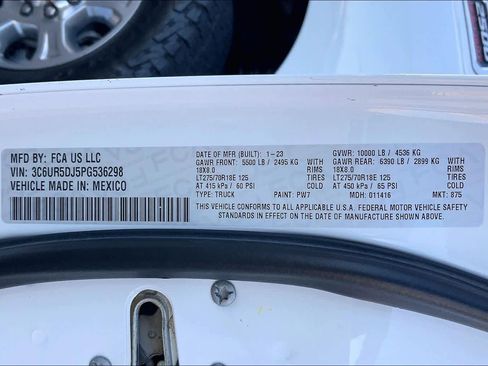 MFD BY: FCA US LLC
VIN: 3C6UR5DJ5PG536298
VEHICLE MADE IN: MEXICO
DATE OF MFR (BUILT): 1-23 GVWR: 10000 LB / 4536 KG
GAWR FRONT: 5500 LB / 2495 KG GAWR REAR: 6390 LB / 2899 KG
18X8.0 RIMS 18X8.0 RIMS
LT275/70R18E 125 TIRES LT275/70R18E 125 TIRES
AT 415 kPa / 60 PSI AT 450 kPa / 65 PSI
TYPE: TRUCK PAINT: PW7 MDH: 011416 MKT: 875
THIS VEHICLE CONFORMS TO ALL APPLICABLE U.S.A. FEDERAL MOTOR VEHICLE SAFETY
STANDARDS IN EFFECT ON THE DATE OF MANUFACTURE SHOWN ABOVE.